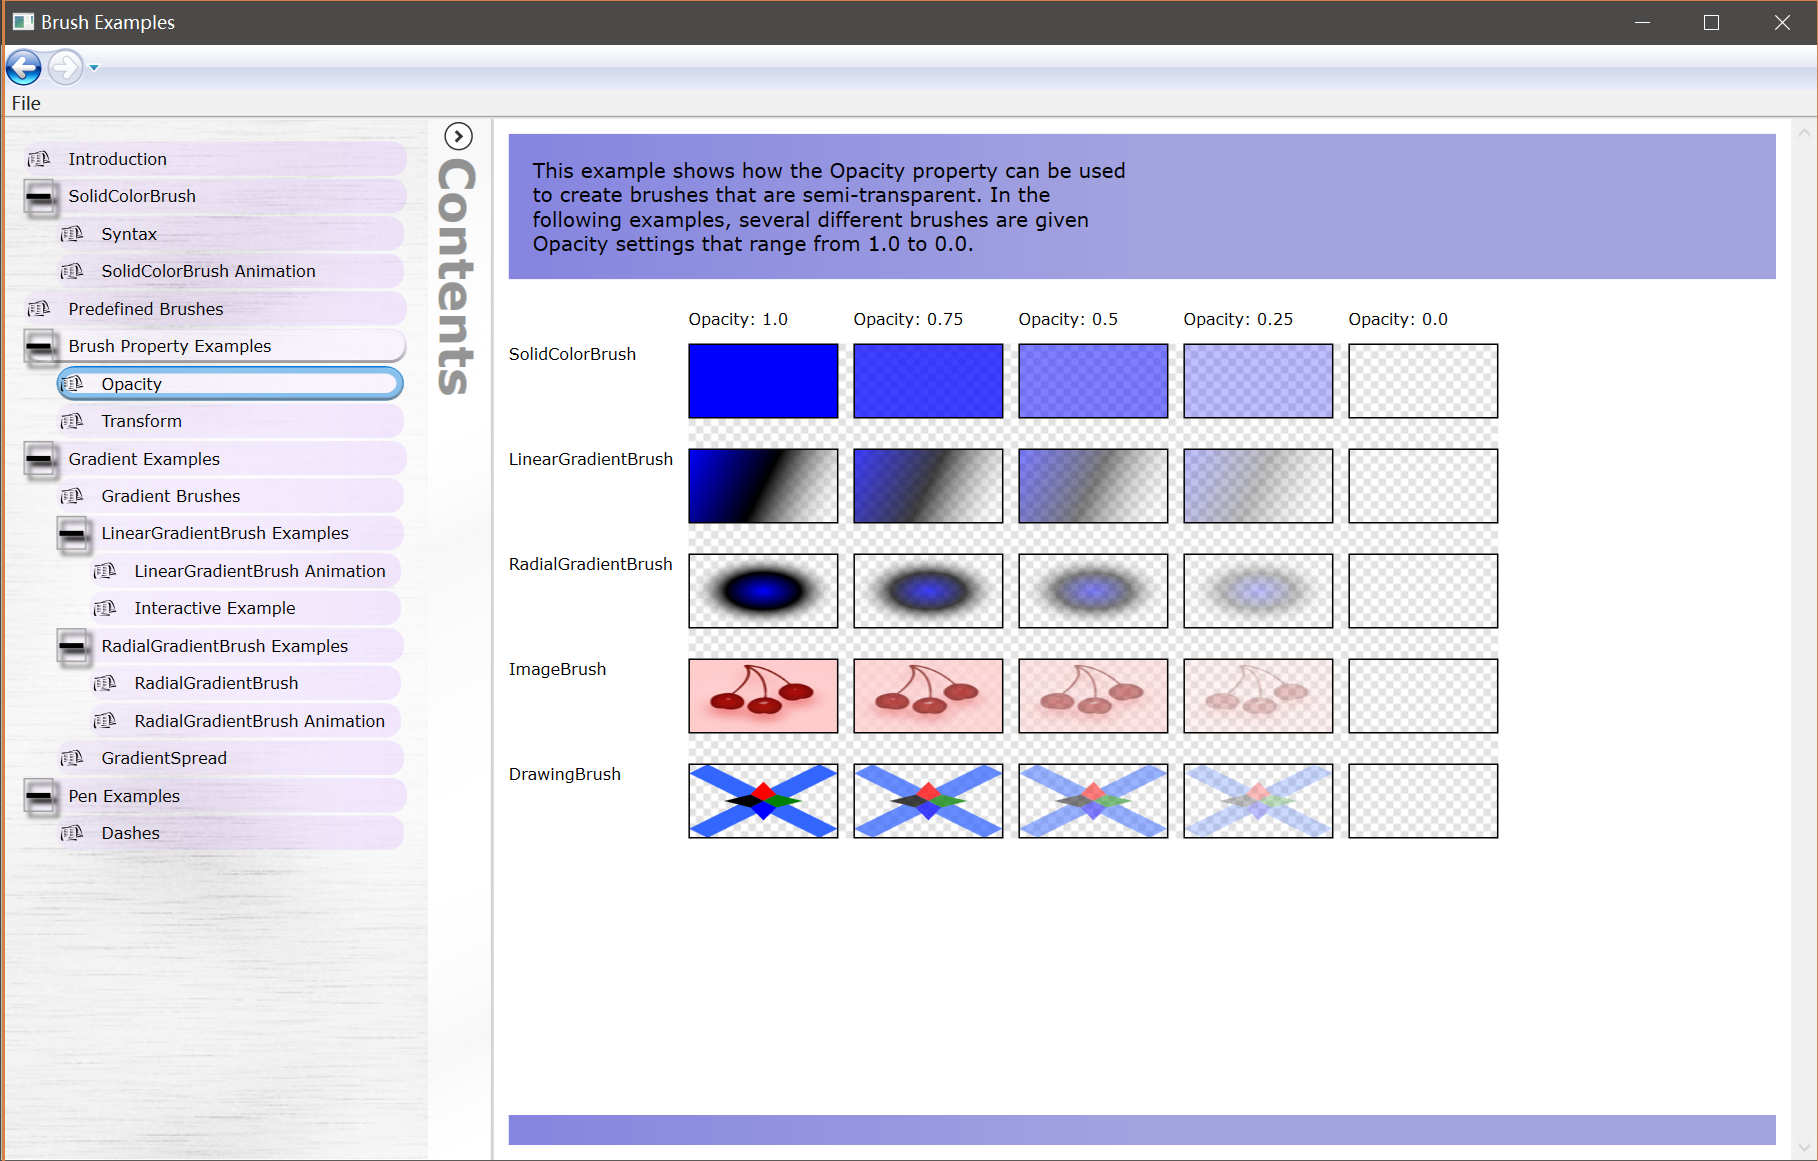 Brush Examples
File
Introduction
SolidColorBrush
Syntax
SolidColorBrush Animation
Predefined Brushes
Brush Property Examples
Opacity
Transform
Gradient Examples
Gradient Brushes
LinearGradientBrush Examples
LinearGradientBrush Animation
Interactive Example
RadialGradientBrush Examples
RadialGradientBrush
RadialGradientBrush Animation
GradientSpread
Pen Examples
Dashes
Contents
This example shows how the Opacity property can be used
to create brushes that are semi-transparent. In the
following examples, several different brushes are given
Opacity settings that range from 1.0 to 0.0.
Opacity: 1.0 Opacity: 0.75 Opacity: 0.5 Opacity: 0.25 Opacity: 0.0
SolidColorBrush
LinearGradientBrush
RadialGradientBrush
ImageBrush
DrawingBrush